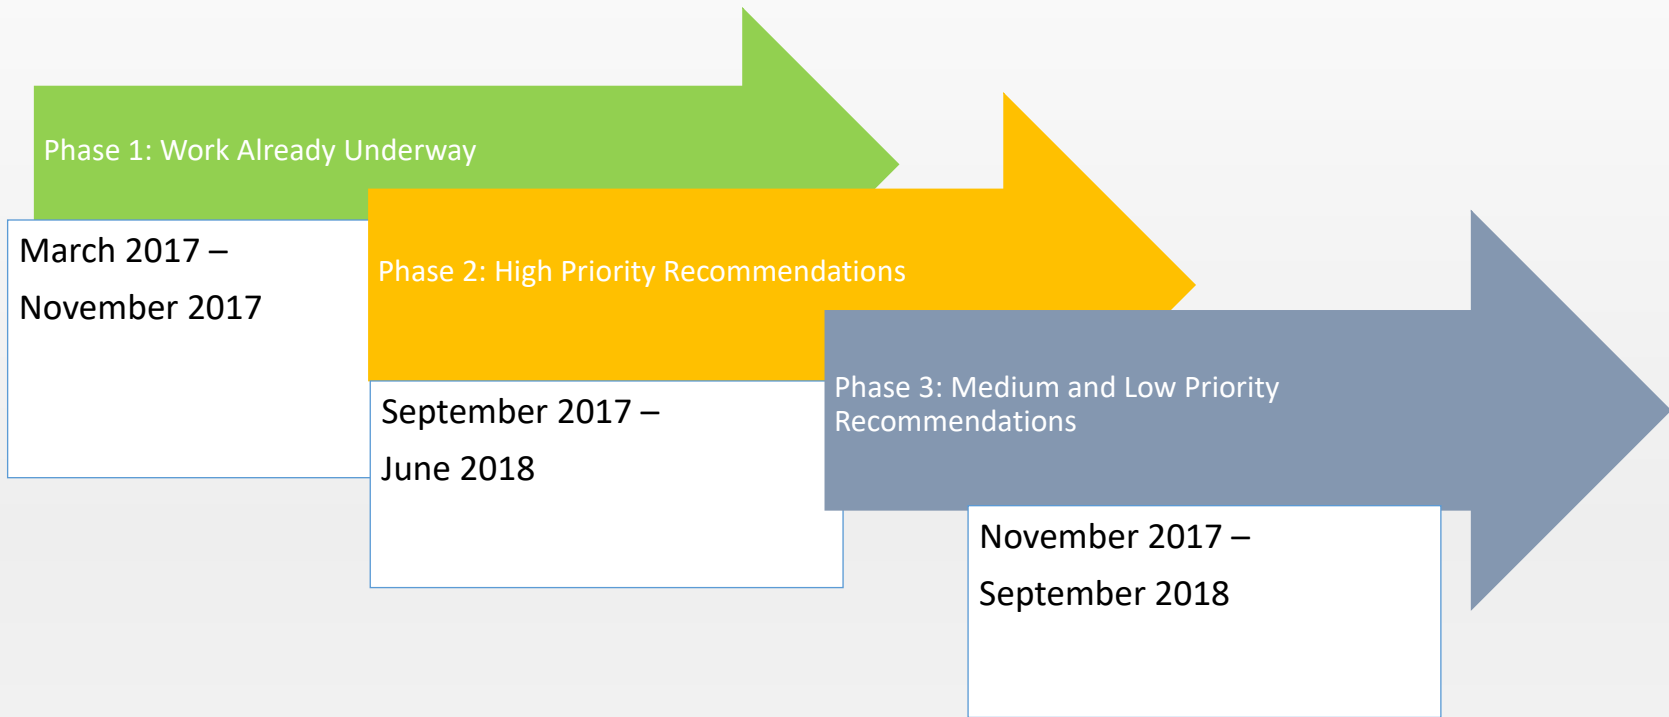 Phase 1: Work Already Underway
March 2017 –
November 2017
Phase 2: High Priority Recommendations
September 2017 –
June 2018
Phase 3: Medium and Low Priority
Recommendations
November 2017 –
September 2018